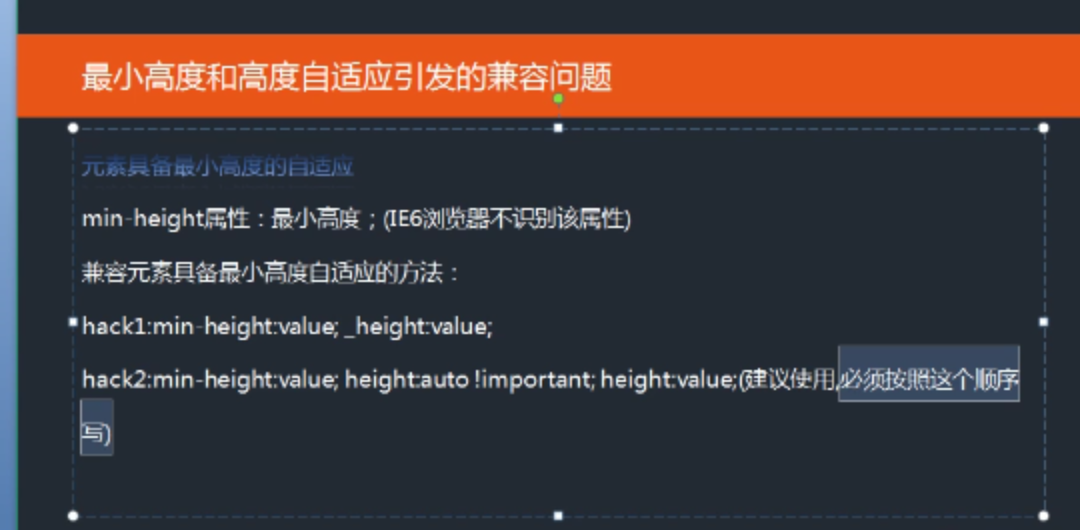 最小高度和高度自适应引发的兼容问题
元素具备最小高度的自适应
min-height属性：最小高度；(IE6浏览器不识别该属性)
兼容元素具备最小高度自适应的方法：
hack1:min-height:value; _height:value;
hack2:min-height:value; height:auto !important; height:value;(建议使用,必须按照这个顺序
写)